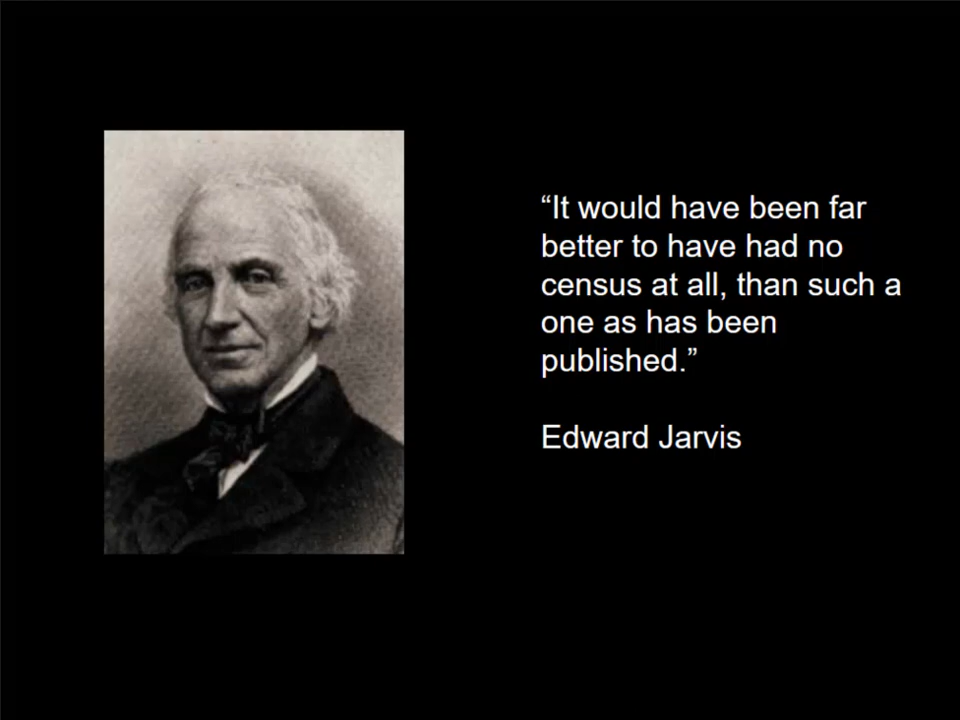 “It would have been far
better to have had no
census at all, than such a
one as has been
published.”
Edward Jarvis